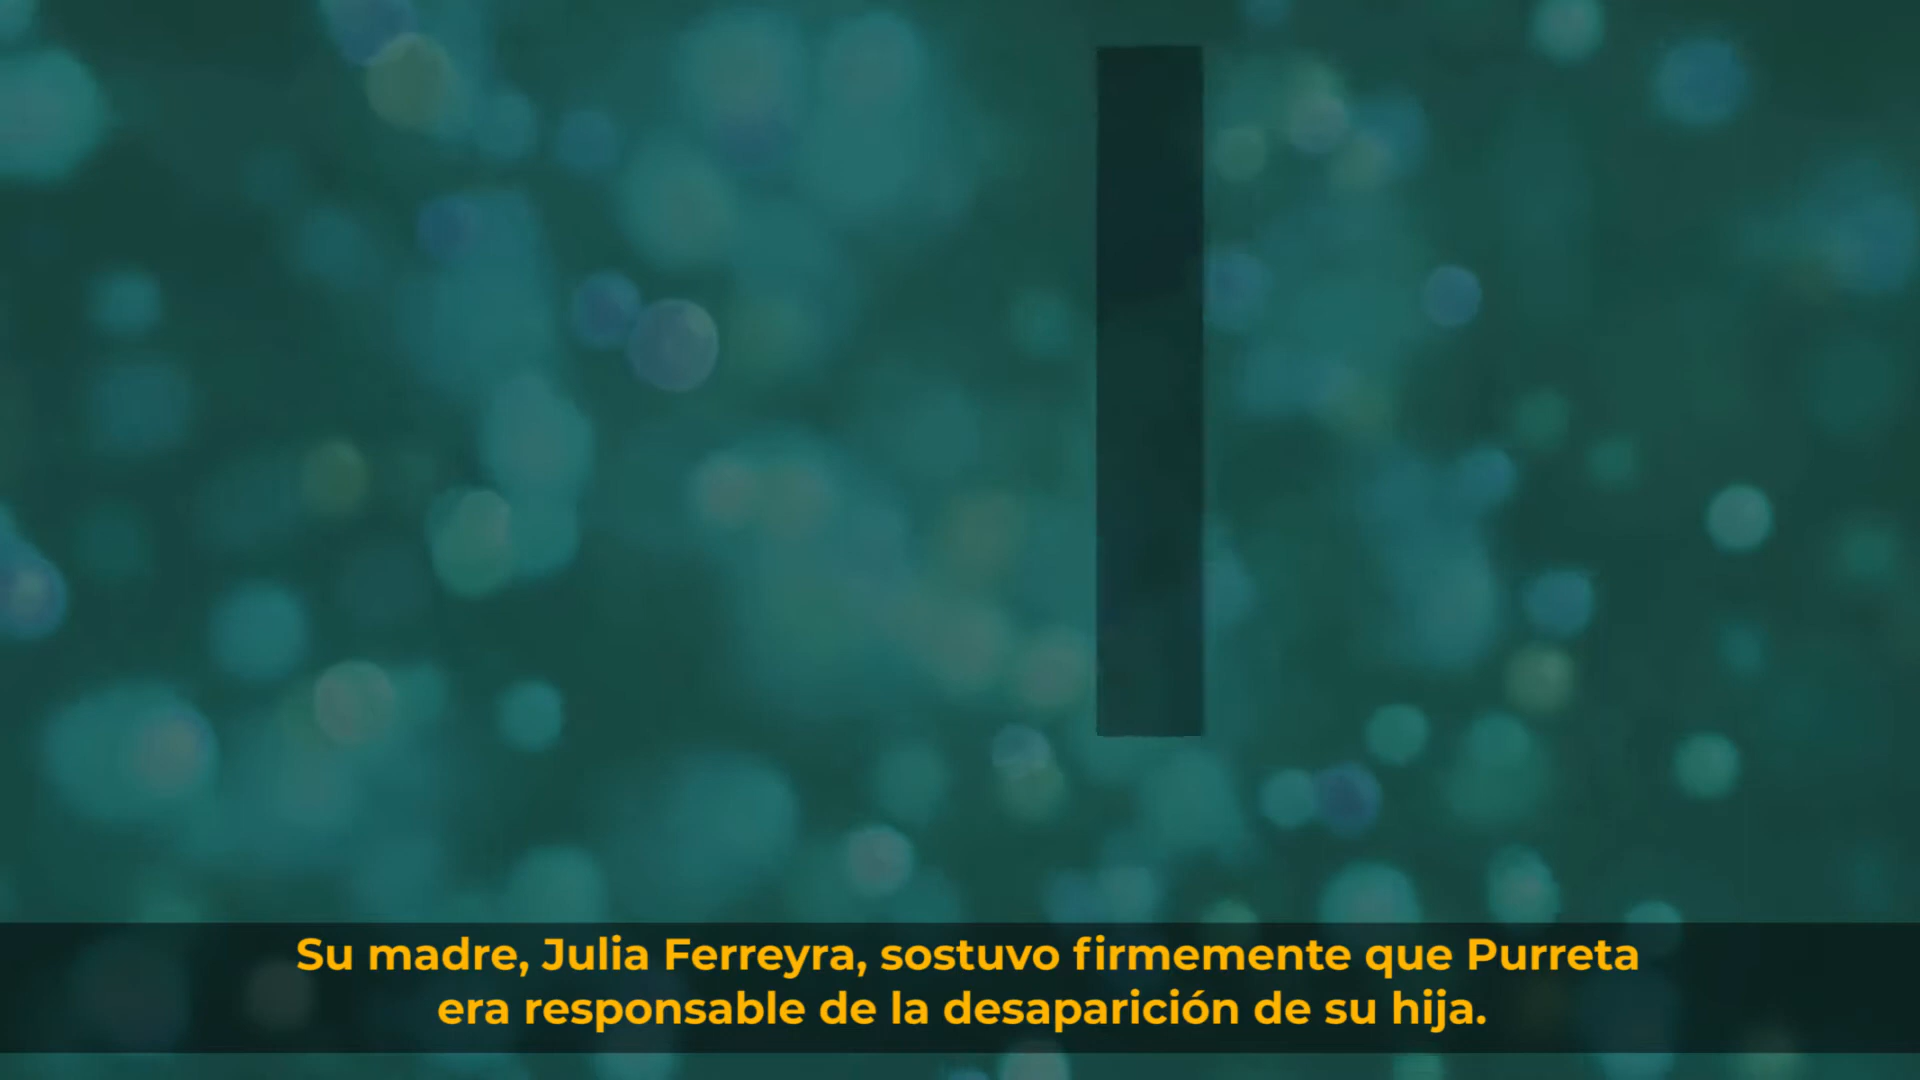 Su madre, Julia Ferreyra, sostuvo firmemente que Purreta
era responsable de la desaparición de su hija.